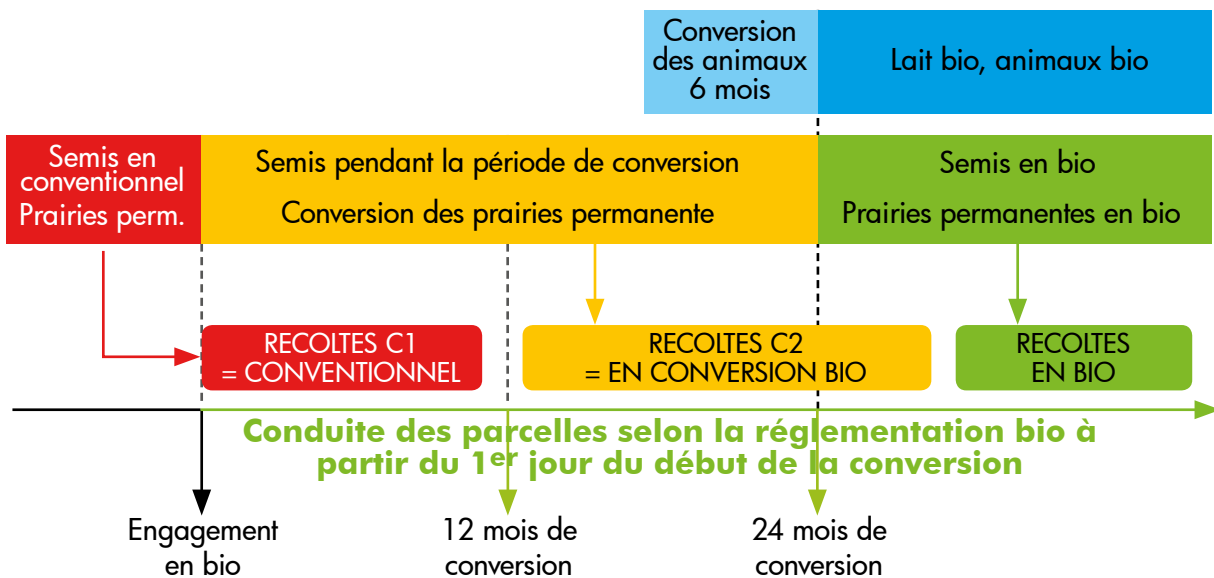 Conversion
des animaux
6 mois
Lait bio, animaux bio
Semis en
conventionnel
Prairies perm.
Semis pendant la période de conversion
Conversion des prairies permanente
Semis en bio
Prairies permanentes en bio
RECOLTES C1
= CONVENTIONNEL
RECOLTES C2
= EN CONVERSION BIO
RECOLTES
EN BIO
Conduite des parcelles selon la réglementation bio à
partir du 1er jour du début de la conversion
Engagement
en bio
12 mois de
conversion
24 mois de
conversion